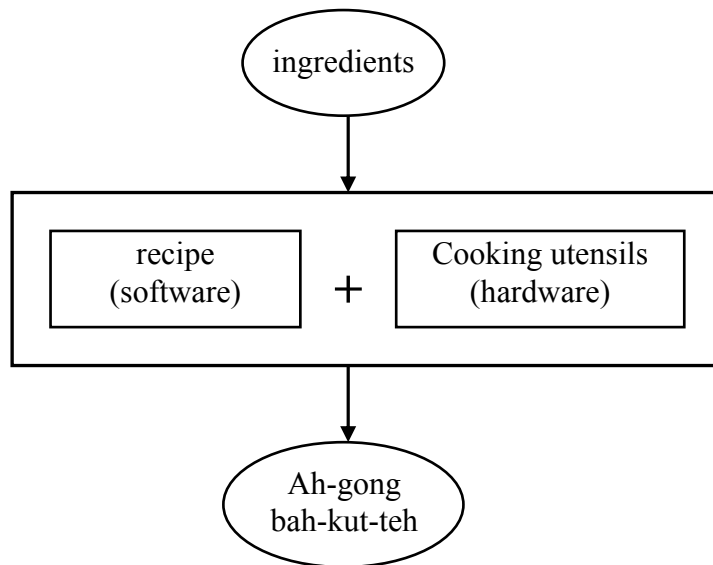 ingredients
recipe
(software)
+
Cooking utensils
(hardware)
Ah-gong
bah-kut-teh